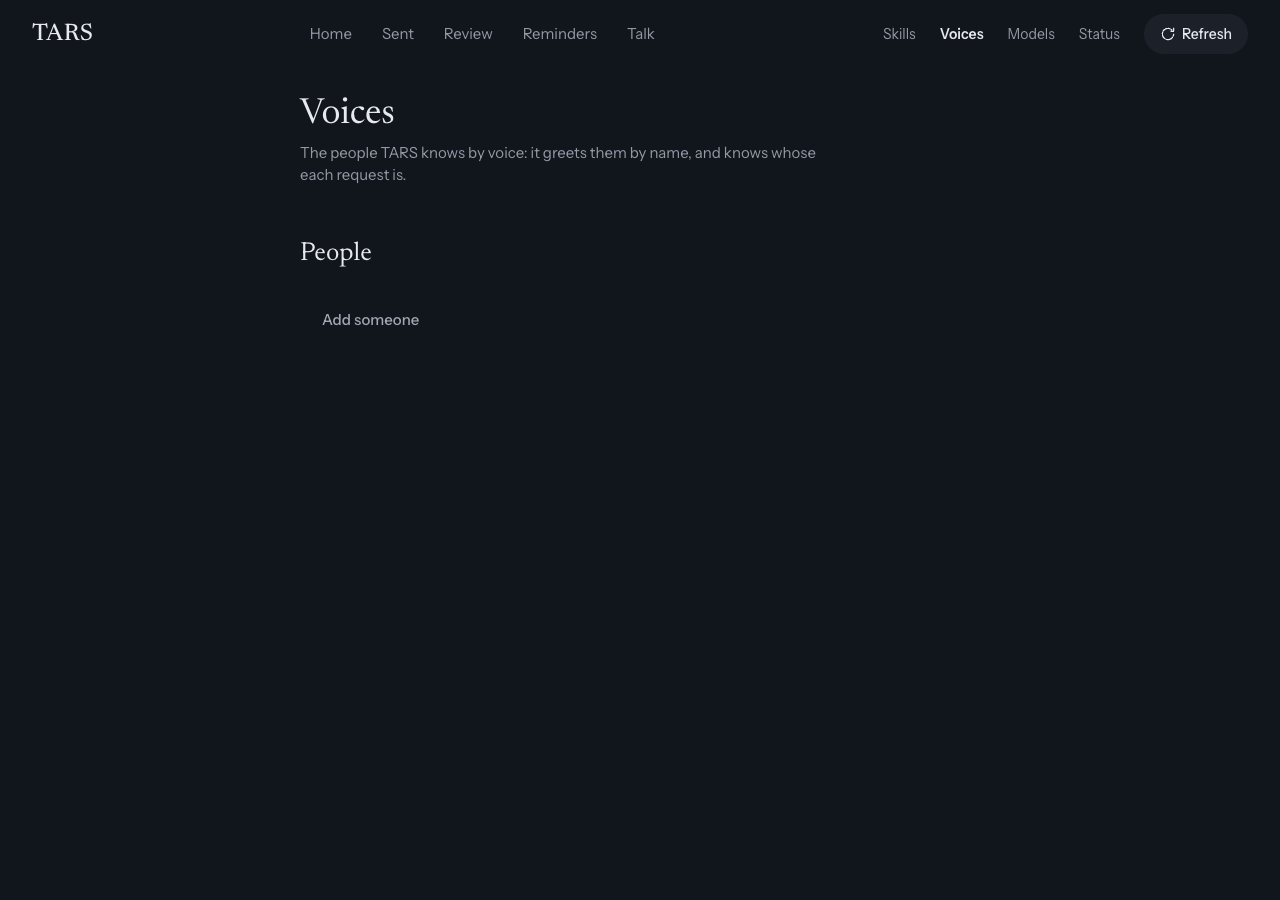 TARS
Home
Sent
Review
Reminders
Talk
Skills
Voices
Models
Status
Refresh
Voices
The people TARS knows by voice: it greets them by name, and knows whose
each request is.
People
Add someone